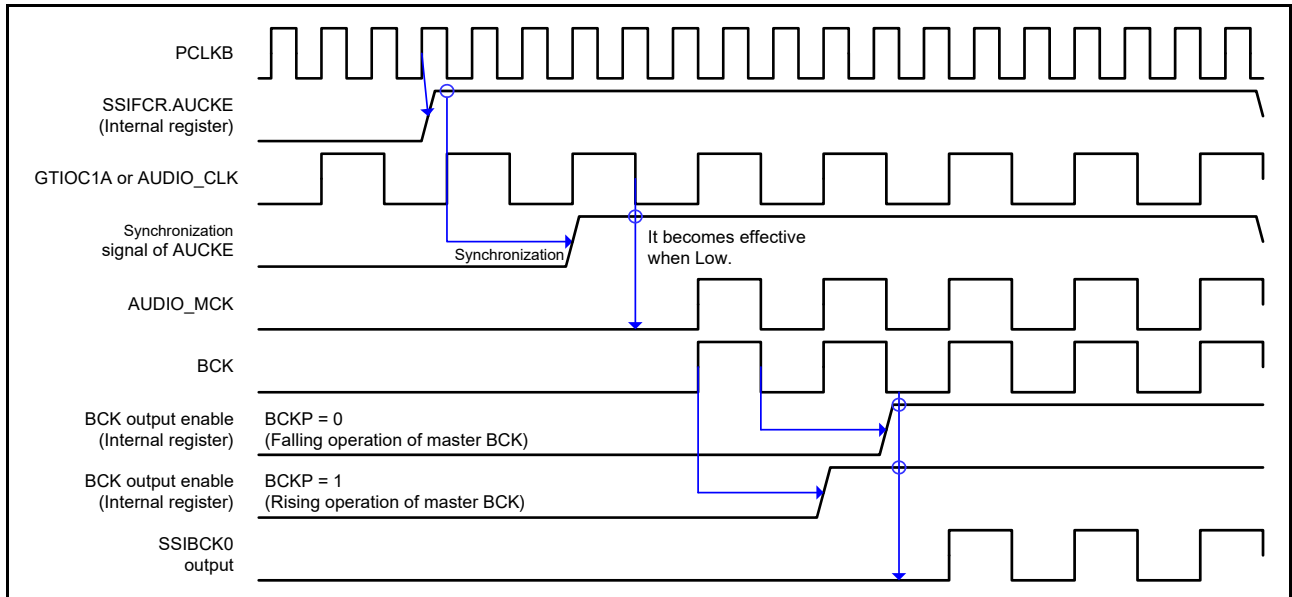 PCLKB
SSIFCR.AUCKE
(Internal register)
GTIOC1A or AUDIO_CLK
Synchronization
signal of AUCKE
Synchronization
It becomes effective
when Low.
AUDIO_MCK
BCK
BCK output enable
(Internal register)
BCKP = 0
(Falling operation of master BCK)
BCK output enable
(Internal register)
BCKP = 1
(Rising operation of master BCK)
SSIBCK0
output